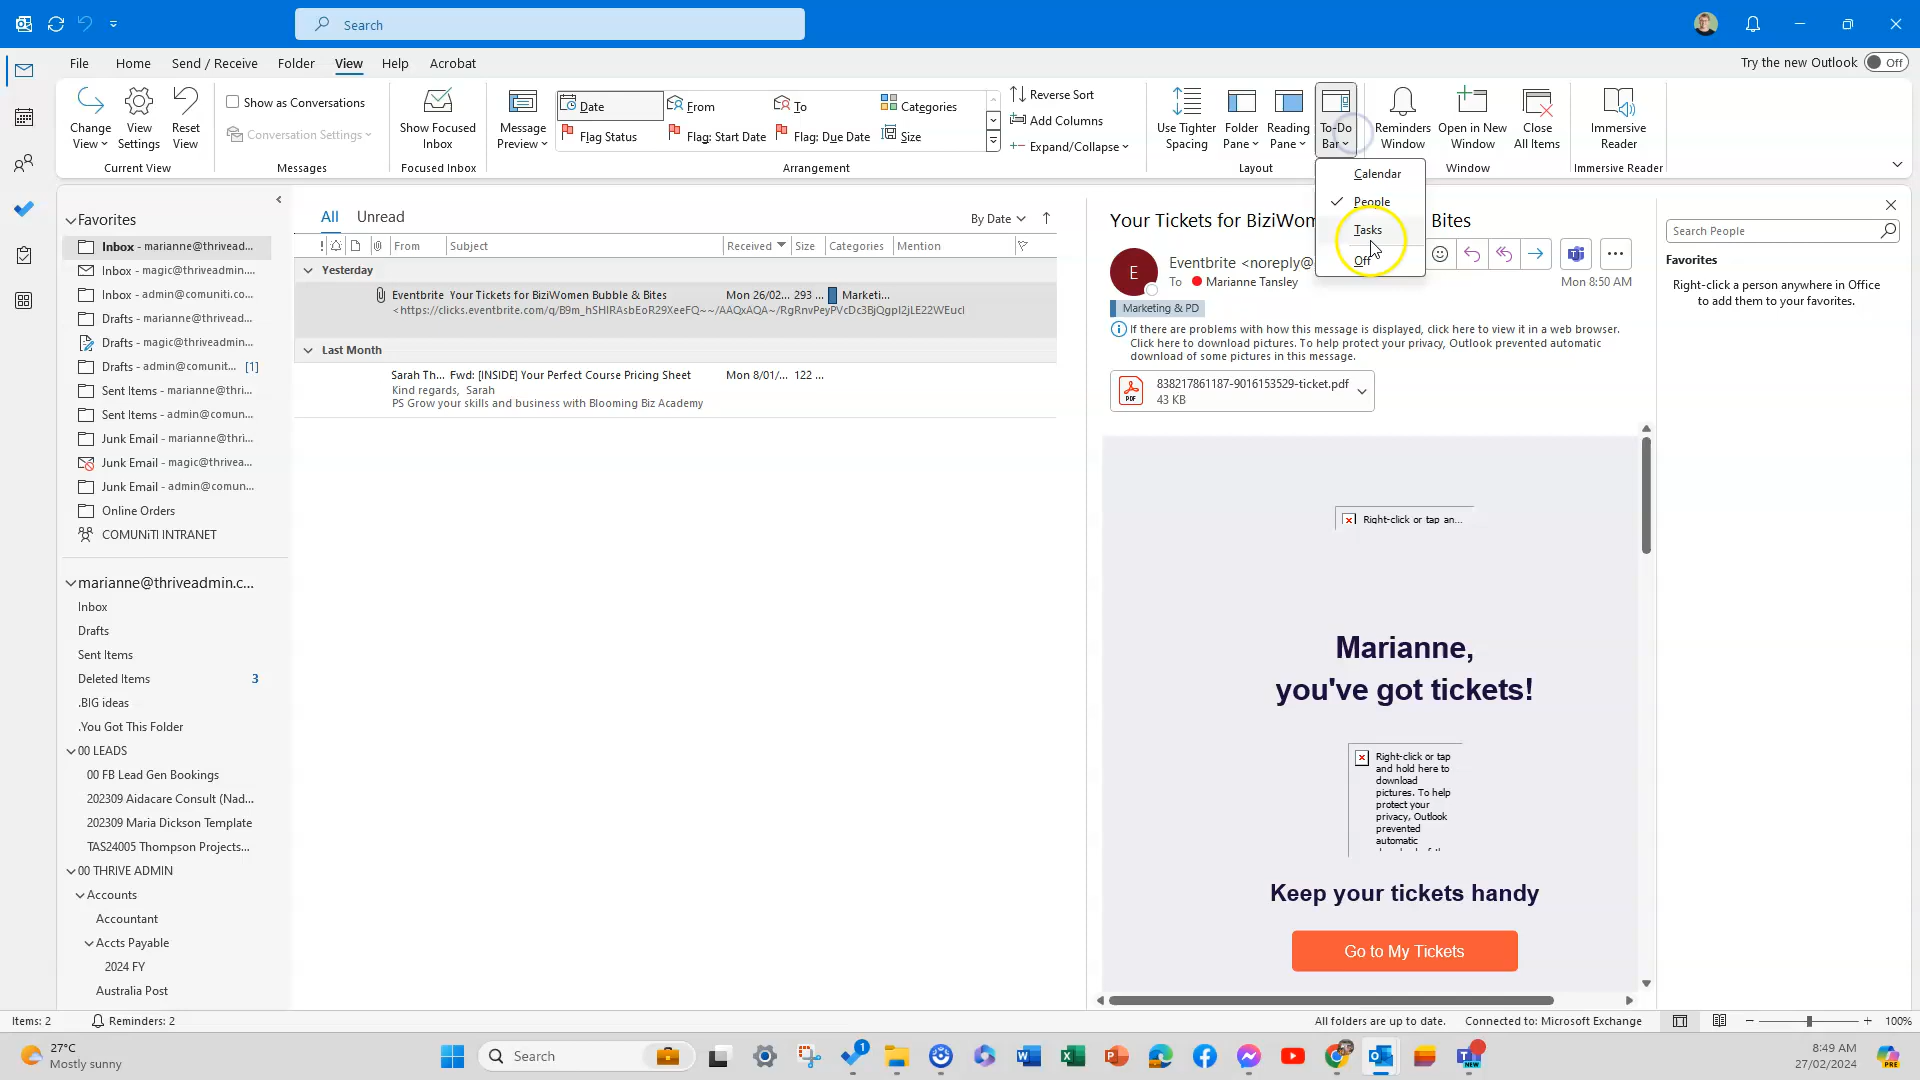 Search
File
Home
Send / Receive
Folder
View
Help
Acrobat
Try the new Outlook
Off
Change
View
View
Settings
Reset
View
Current View
Show as Conversations
Conversation Settings
Messages
Show Focused
Inbox
Focused Inbox
Message
Preview
Date
From
To
Categories
Flag Status
Flag: Start Date
Flag: Due Date
Size
Reverse Sort
Add Columns
Expand/Collapse
Arrangement
Use Tighter
Spacing
Folder
Pane
Reading
Pane
To-Do
Bar
Layout
Reminders
Window
Open in New
Window
Close
All Items
Window
Immersive
Reader
Immersive Reader
Calendar
People
Tasks
Off
Favorites
Inbox - marianne@thrivead...
Inbox - magic@thriveadmin....
Inbox - admin@comuniti.co...
Drafts - marianne@thrivead...
Drafts - magic@thriveadmin...
Drafts - admin@comunit... [1]
Sent Items - marianne@thri...
Sent Items - admin@comun...
Junk Email - marianne@thri...
Junk Email - magic@thrivea...
Junk Email - admin@comun...
Online Orders
COMUNiTI INTRANET
marianne@thriveadmin.c...
Inbox
Drafts
Sent Items
Deleted Items 3
.BIG ideas
.You Got This Folder
00 LEADS
00 FB Lead Gen Bookings
202309 Aidacare Consult (Nad...
202309 Maria Dickson Template
TAS24005 Thompson Projects...
00 THRIVE ADMIN
Accounts
Accountant
Accts Payable
2024 FY
Australia Post
All Unread By Date
! From Subject Received Size Categories Mention
Yesterday
Eventbrite Your Tickets for BiziWomen Bubble & Bites Mon 26/02... 293 ... Marketi...
<https://clicks.eventbrite.com/q/B9m_hSHIRAsbEoR29XeeFQ~~/AAQxAQA~/RgRnvPeyPVcDc3BjQgpl2jLE22WEucl
Last Month
Sarah Th... Fwd: [INSIDE] Your Perfect Course Pricing Sheet Mon 8/01/... 122 ...
Kind regards, Sarah
PS Grow your skills and business with Blooming Biz Academy
Your Tickets for BiziWom Bites
E
Eventbrite <noreply@
To Marianne Tansley
Mon 8:50 AM
Marketing & PD
If there are problems with how this message is displayed, click here to view it in a web browser.
Click here to download pictures. To help protect your privacy, Outlook prevented automatic
download of some pictures in this message.
PDF
838217861187-9016153529-ticket.pdf
43 KB
Right-click or tap an...
Marianne,
you've got tickets!
Right-click or tap
and hold here to
download
pictures. To help
protect your
privacy, Outlook
prevented
automatic
Keep your tickets handy
Go to My Tickets
Search People
Favorites
Right-click a person anywhere in Office
to add them to your favorites.
Items: 2
Reminders: 2
All folders are up to date.
Connected to: Microsoft Exchange
100%
27°C
Mostly sunny
Search
1
NEW
8:49 AM
27/02/2024
PRE